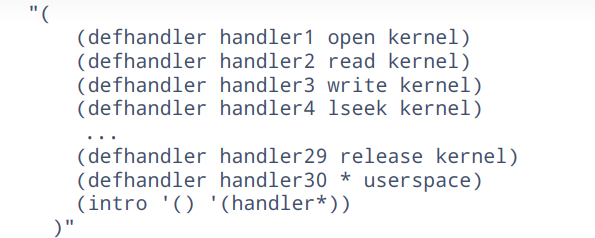 "(
(defhandler handler1 open kernel)
(defhandler handler2 read kernel)
(defhandler handler3 write kernel)
(defhandler handler4 lseek kernel)
...
(defhandler handler29 release kernel)
(defhandler handler30 * userspace)
(intro '() '(handler*))
)"